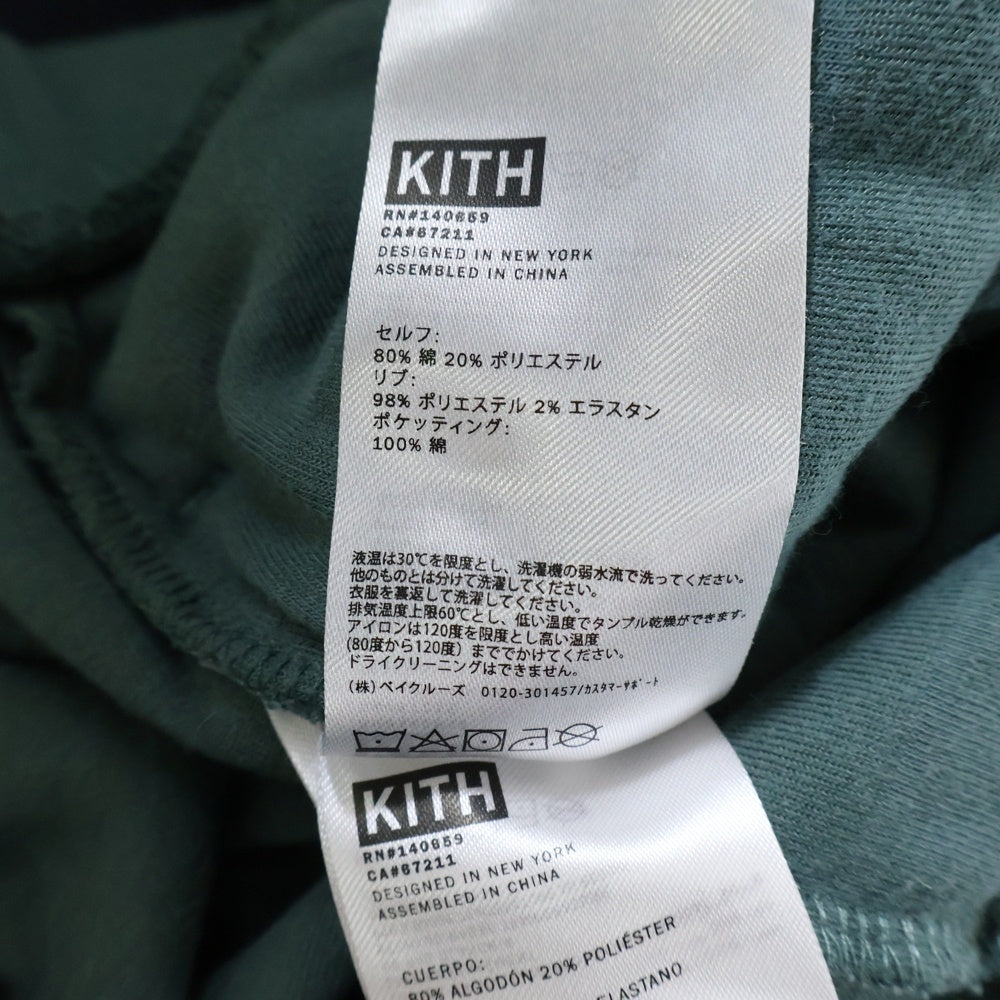 KITH
RN#140659
CA#67211
DESIGNED IN NEW YORK
ASSEMBLED IN CHINA
セルフ:
80% 綿 20% ポリエステル
リブ:
98% ポリエステル 2% エラスタン
ポケッティング:
100% 綿
液温は30℃を限度とし、洗濯機の弱水流で洗ってください。
他のものとは分けて洗濯してください。
衣服を裏返して洗濯してください。
排気温度上限60℃とし、低い温度でタンブル乾燥ができます。
アイロンは120度を限度とし高い温度
(80度から120度) まででかけてください。
ドライクリーニングはできません。
(株) ベイクルーズ 0120-301457/カスタマーサポート
KITH
RN#140659
CA#67211
DESIGNED IN NEW YORK
ASSEMBLED IN CHINA
CUERPO:
80% ALGODÓN 20% POLIÉSTER
ELASTANO